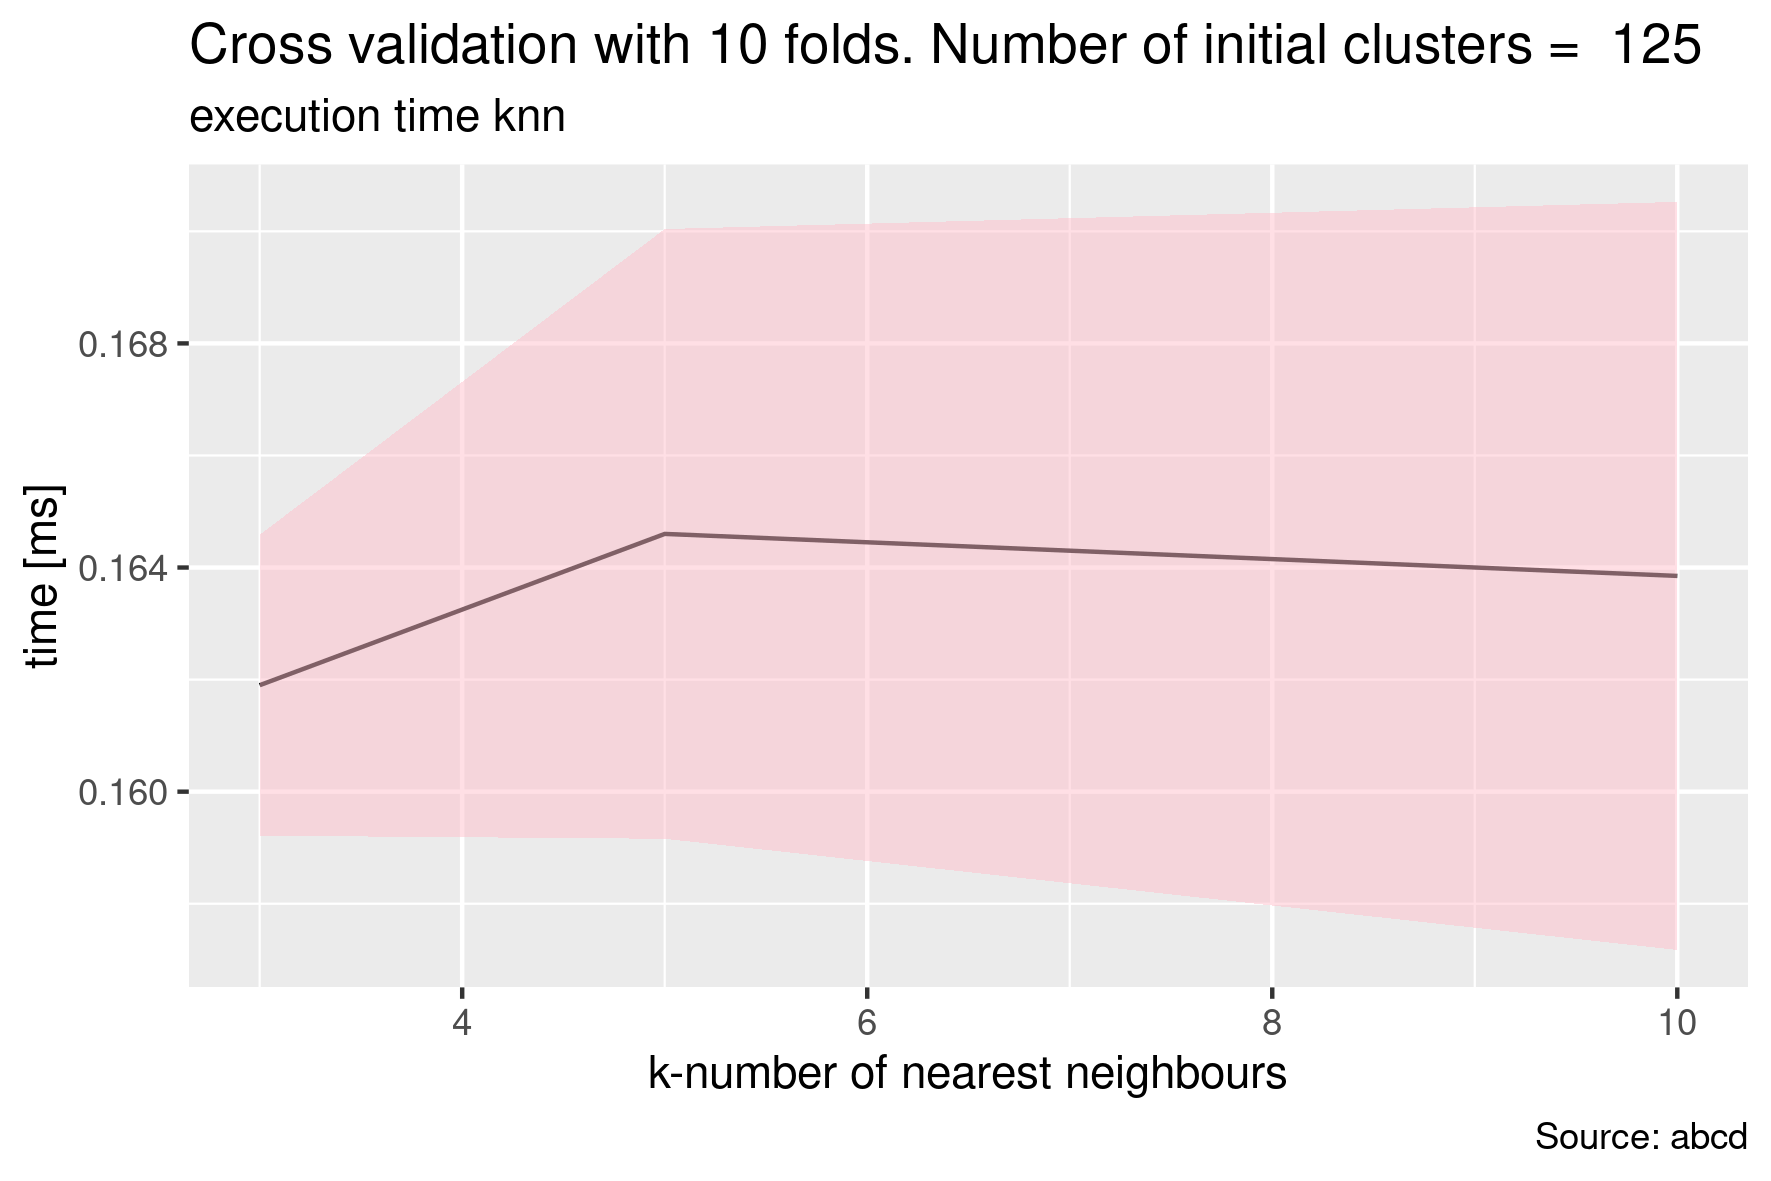 Cross validation with 10 folds. Number of initial clusters =  125
execution time knn
0.168
0.164
0.160
time [ms]
4 6 8 10
k-number of nearest neighbours
Source: abcd